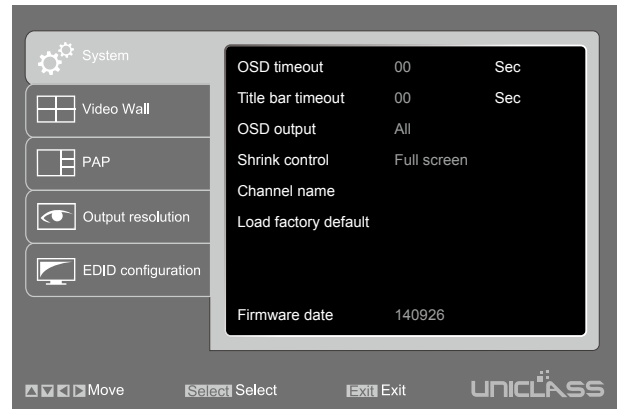 System
Video Wall
PAP
Output resolution
EDID configuration
OSD timeout 00 Sec
Title bar timeout 00 Sec
OSD output All
Shrink control Full screen
Channel name
Load factory default
Firmware date 140926
Move Select Select Exit Exit UNICLASS